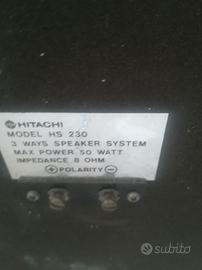 HITACHI
MODEL HS 230
3 WAYS SPEAKER SYSTEM
MAX POWER 50 WATT
IMPEDANCE 8 OHM
+ POLARITY −
subito